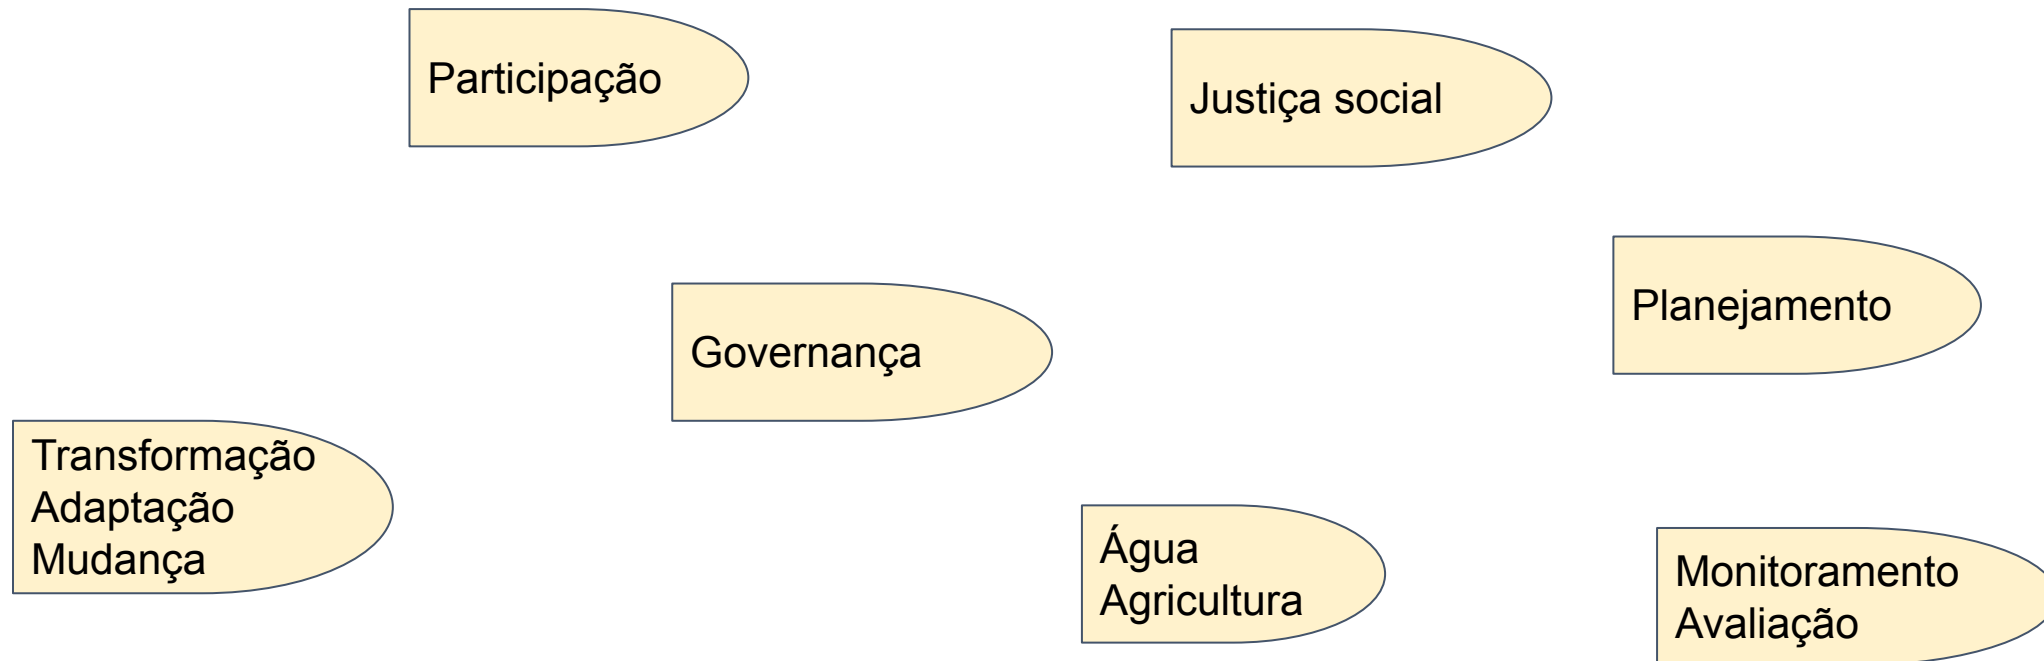 Participação
Justiça social
Planejamento
Governança
Transformação
Adaptação
Mudança
Água
Agricultura
Monitoramento
Avaliação